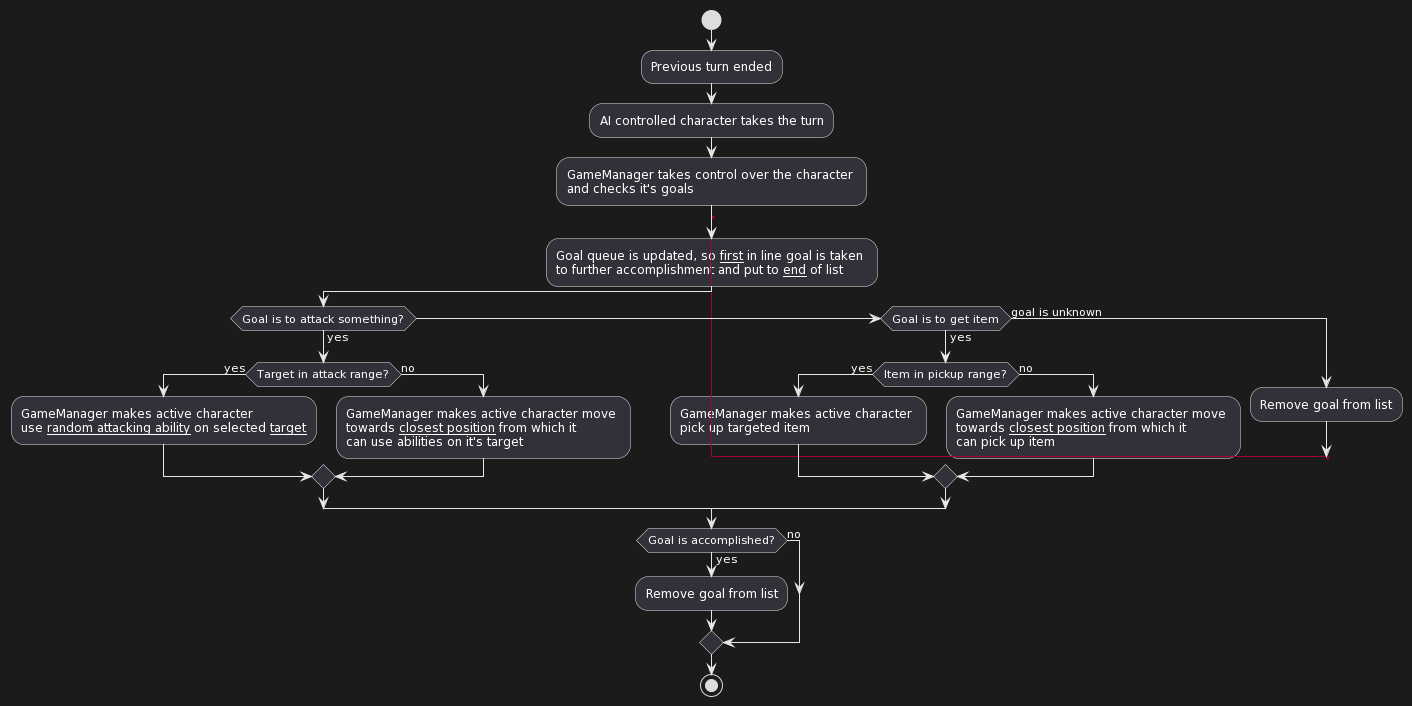 Previous turn ended
AI controlled character takes the turn
GameManager takes control over the character
and checks it's goals
Goal queue is updated, so first in line goal is taken
to further accomplishment and put to end of list
Goal is to attack something?
yes
Target in attack range?
yes
no
GameManager makes active character
use random attacking ability on selected target
GameManager makes active character move
towards closest position from which it
can use abilities on it's target
Goal is to get item
goal is unknown
yes
Item in pickup range?
yes
no
GameManager makes active character
pick up targeted item
GameManager makes active character move
towards closest position from which it
can pick up item
Remove goal from list
Goal is accomplished?
no
yes
Remove goal from list